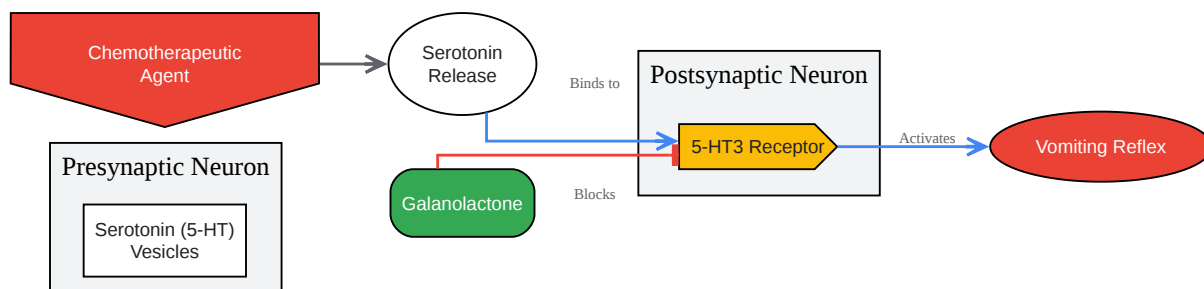 Chemotherapeutic
Agent
Serotonin
Release
Binds to
Postsynaptic Neuron
5-HT3 Receptor
Activates
Vomiting Reflex
Presynaptic Neuron
Serotonin (5-HT)
Vesicles
Galanolactone
Blocks